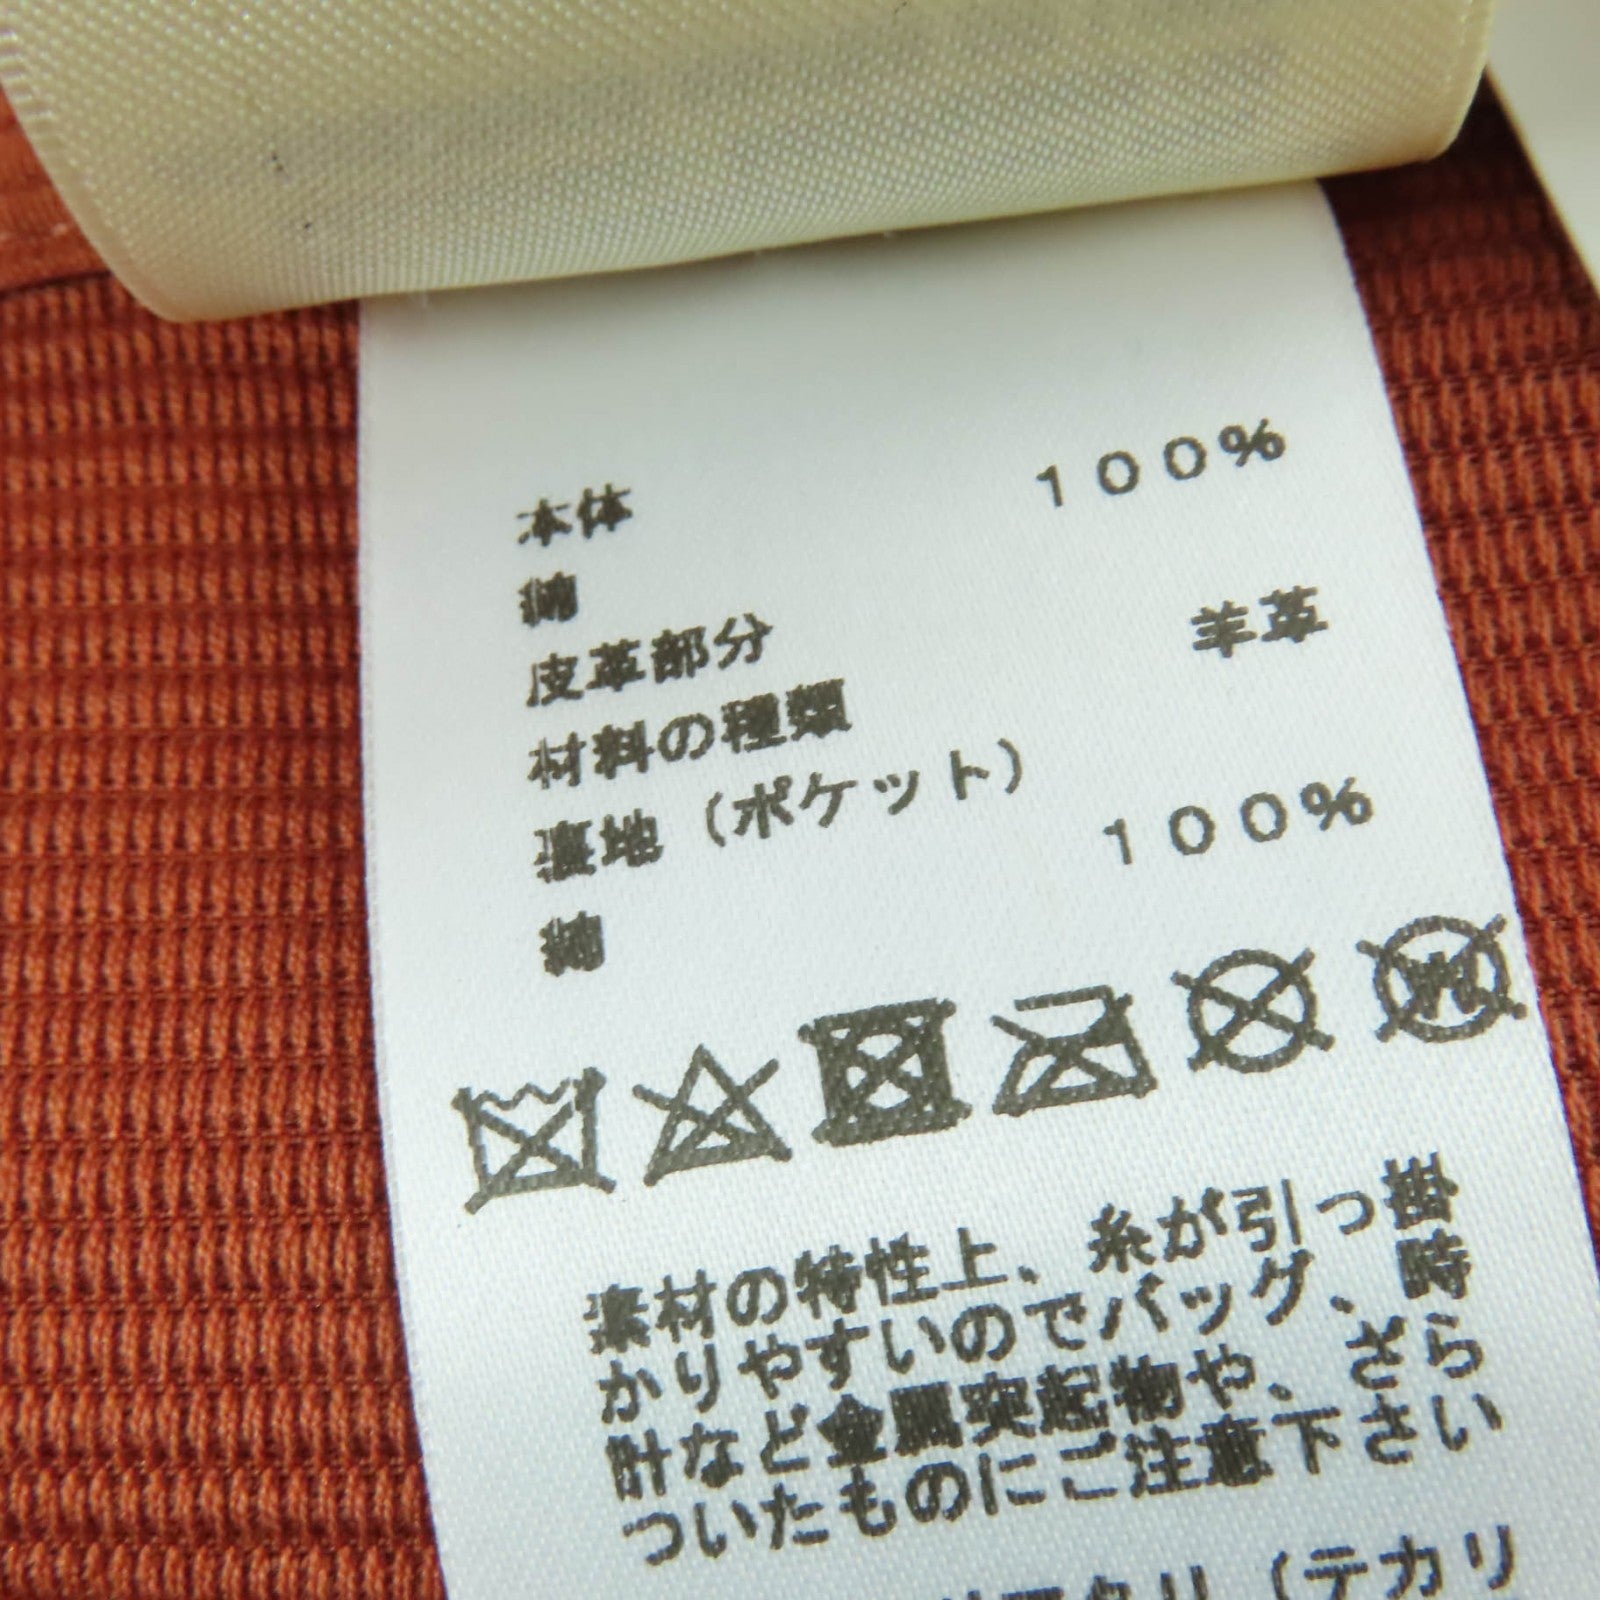 本体 100%
綿
皮革部分
材料の種類 羊革
裏地(ポケット)
綿 100%
素材の特性上、糸が引っ掛
かりやすいのでバッグ、時
計など金属突起物や、ざら
ついたものにご注意下さい
(テカリ